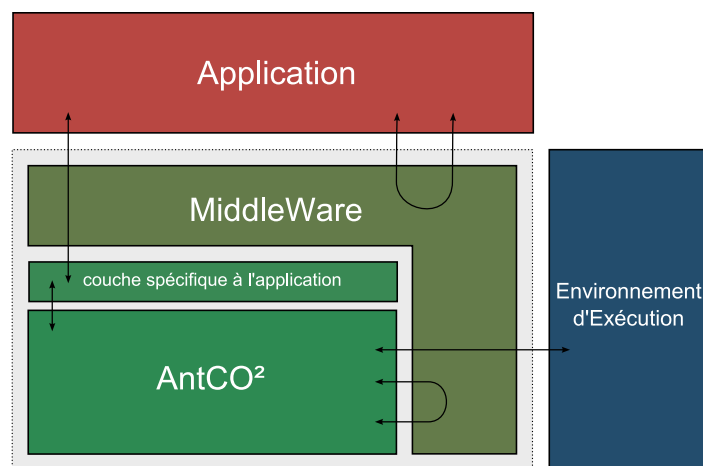 Application
MiddleWare
couche spécifique à l'application
Environnement
d'Exécution
AntCO²